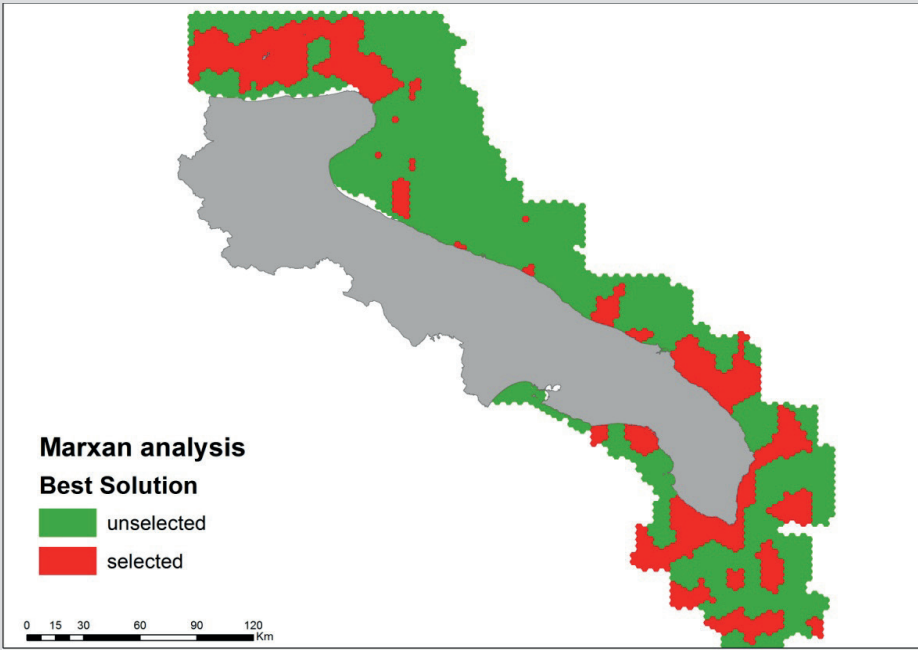 Marxan analysis
Best Solution
unselected
selected
0 15 30 60 90 120
Km